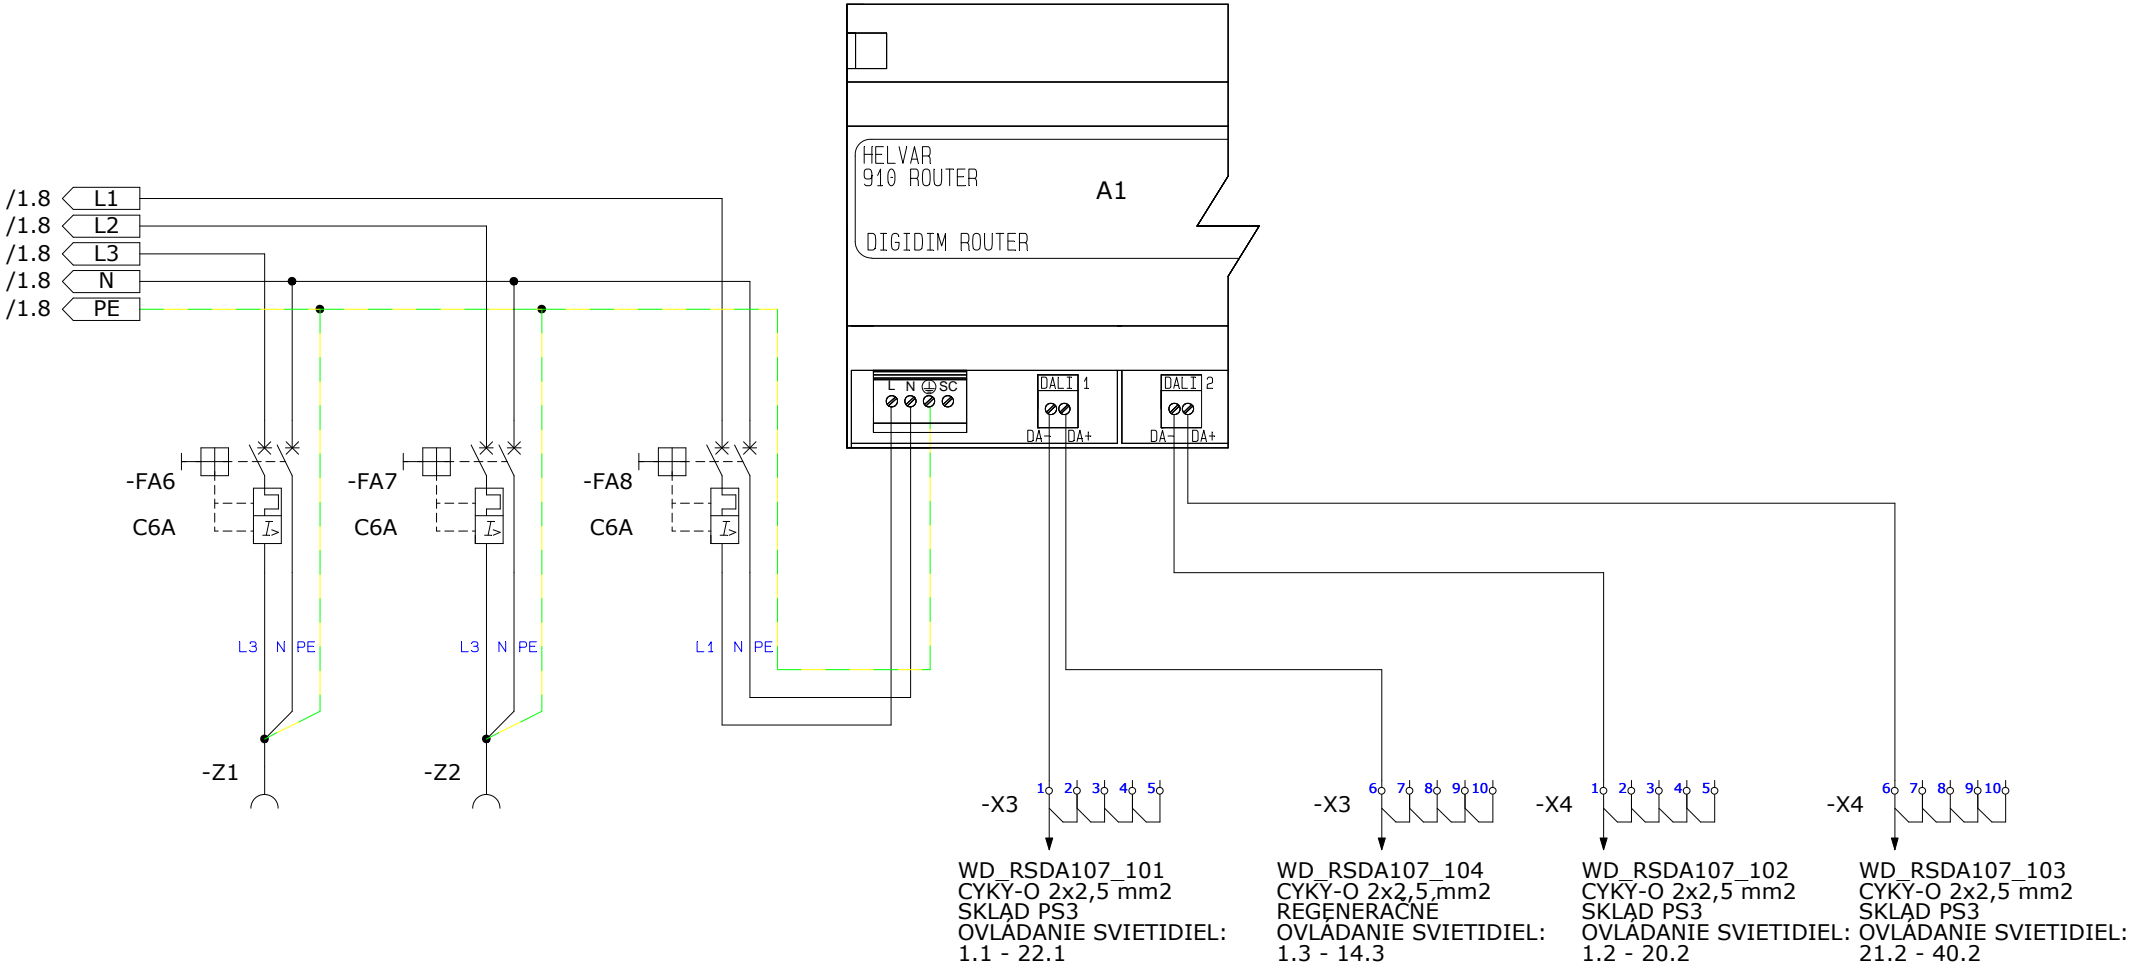 HELVAR
910 ROUTER
A1
DIGIDIM ROUTER
/1.8 L1
/1.8 L2
/1.8 L3
/1.8 N
/1.8 PE
L N SC
DALI 1
DALI 2
DA- DA+
DA- DA+
-FA6
C6A
-FA7
C6A
-FA8
C6A
I>
I>
I>
L3 N PE
L3 N PE
L1 N PE
-Z1
-Z2
-X3
1 2 3 4 5
-X3
6 7 8 9 10
-X4
1 2 3 4 5
-X4
6 7 8 9 10
WD_RSDA107_101
CYKY-O 2x2,5 mm2
SKLAD PS3
OVLÁDANIE SVIETIDIEL:
1.1 - 22.1
WD_RSDA107_104
CYKY-O 2x2,5 mm2
REGENERAČNÉ
OVLÁDANIE SVIETIDIEL:
1.3 - 14.3
WD_RSDA107_102
CYKY-O 2x2,5 mm2
SKLAD PS3
OVLÁDANIE SVIETIDIEL:
1.2 - 20.2
WD_RSDA107_103
CYKY-O 2x2,5 mm2
SKLAD PS3
OVLÁDANIE SVIETIDIEL:
21.2 - 40.2